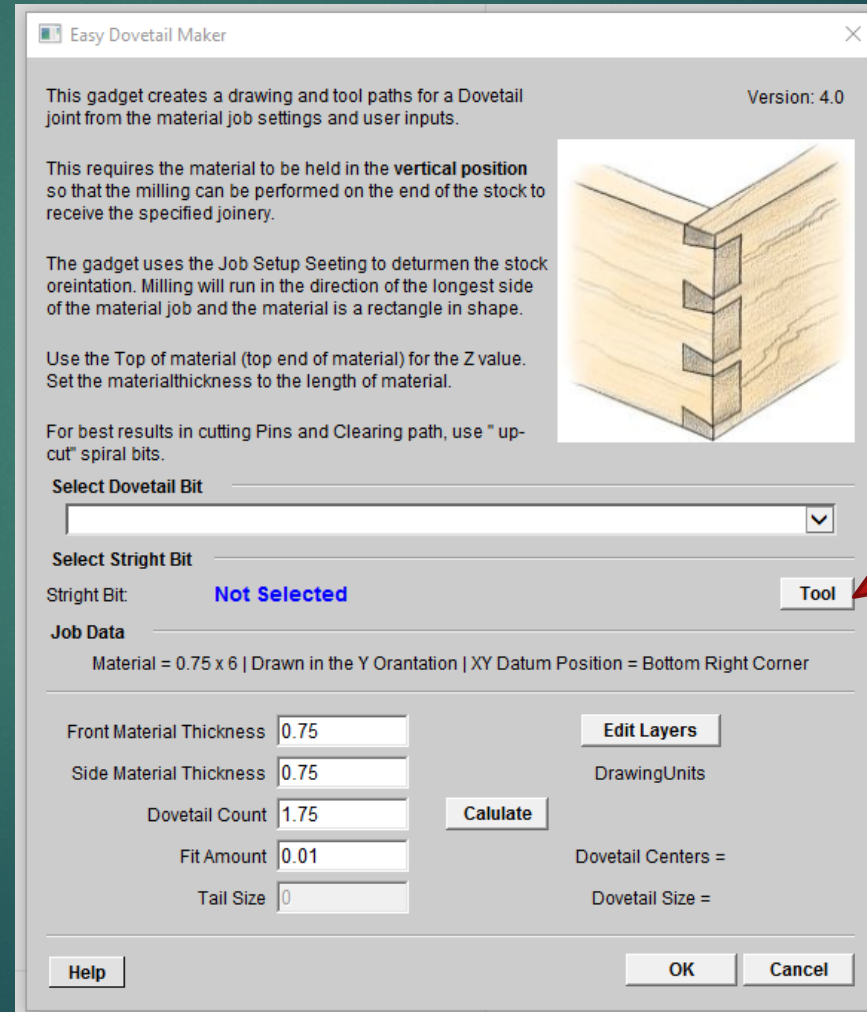 Easy Dovetail Maker
This gadget creates a drawing and tool paths for a Dovetail
joint from the material job settings and user inputs.
Version: 4.0
This requires the material to be held in the vertical position
so that the milling can be performed on the end of the stock to
receive the specified joinery.
The gadget uses the Job Setup Seeting to deturmen the stock
oreintation. Milling will run in the direction of the longest side
of the material job and the material is a rectangle in shape.
Use the Top of material (top end of material) for the Z value.
Set the materialthickness to the length of material.
For best results in cutting Pins and Clearing path, use " up-
cut" spiral bits.
Select Dovetail Bit
Select Stright Bit
Stright Bit: Not Selected Tool
Job Data
Material = 0.75 x 6 | Drawn in the Y Orantation | XY Datum Position = Bottom Right Corner
Front Material Thickness 0.75 Edit Layers
Side Material Thickness 0.75 DrawingUnits
Dovetail Count 1.75 Calulate
Fit Amount 0.01 Dovetail Centers =
Tail Size 0 Dovetail Size =
Help OK Cancel